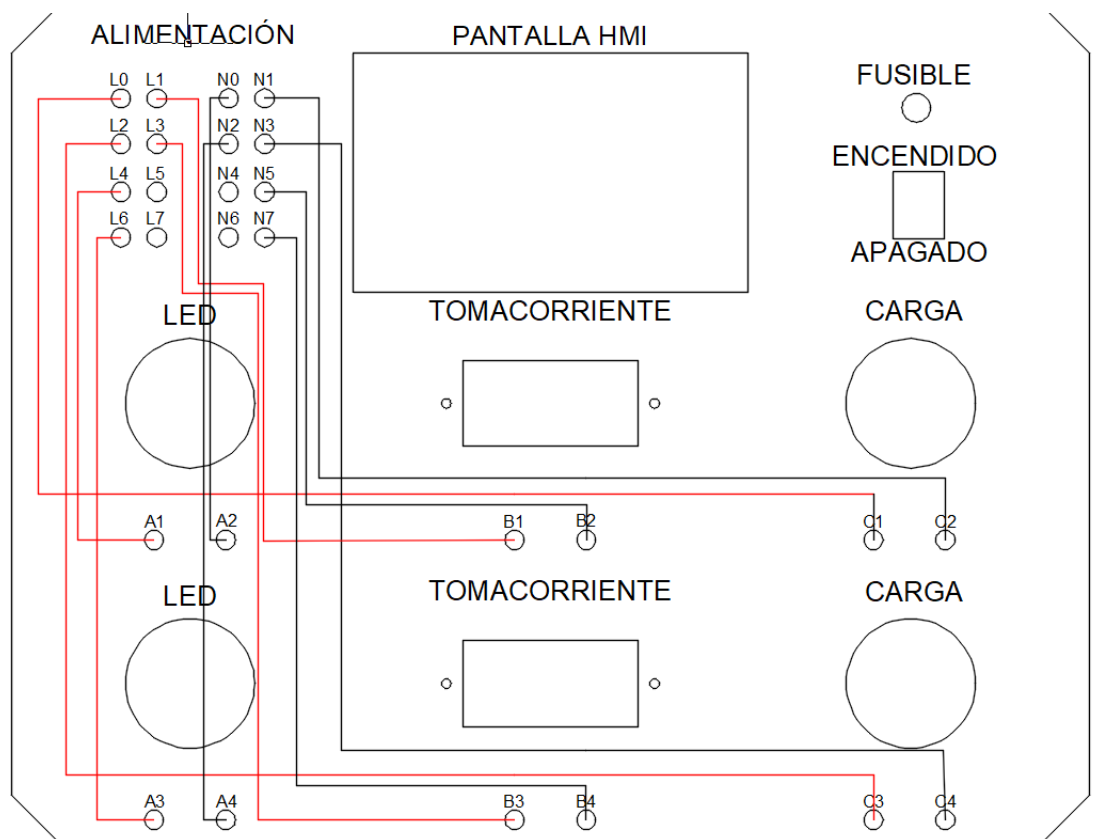 ALIMENTACIÓN
PANTALLA HMI
L0 L1 N0 N1
FUSIBLE
L2 L3 N2 N3
ENCENDIDO
L4 L5 N4 N5
L6 L7 N6 N7
APAGADO
LED
TOMACORRIENTE
CARGA
A1 A2 B1 B2 C1 C2
LED
TOMACORRIENTE
CARGA
A3 A4 B3 B4 C3 C4